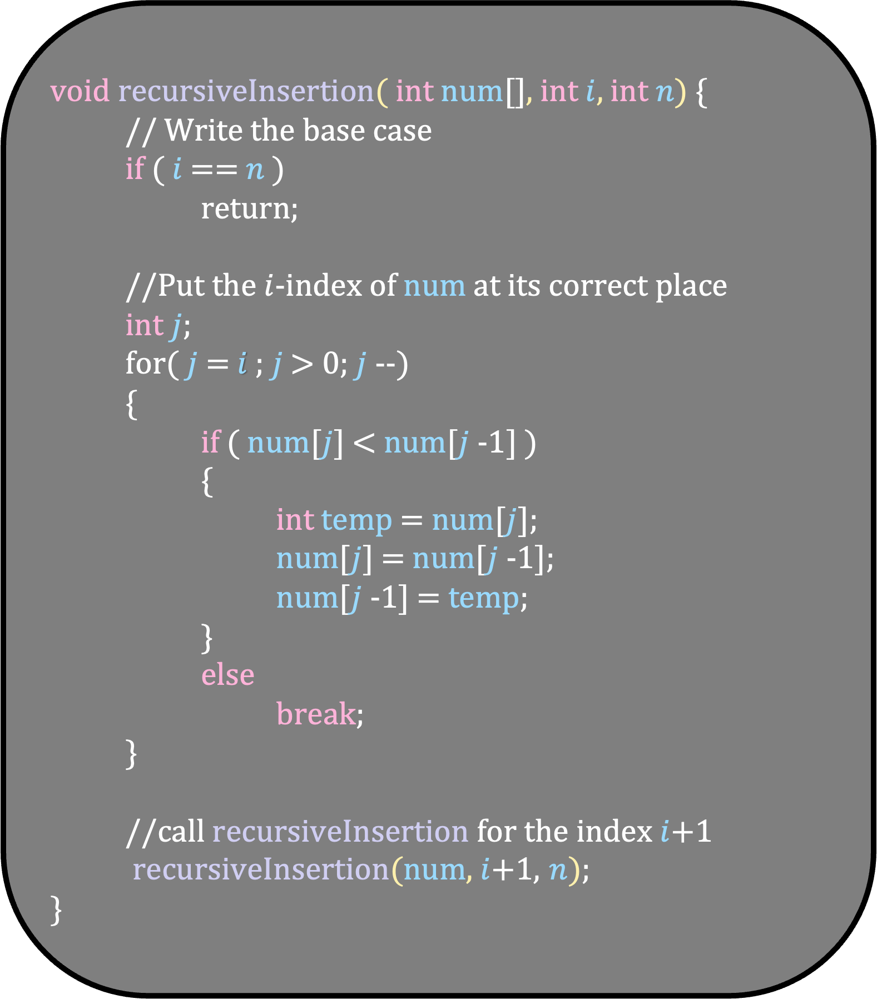 void recursiveInsertion( int num[], int i, int n) {
// Write the base case
if ( i == n )
return;
//Put the i-index of num at its correct place
int j;
for( j = i ; j > 0; j --)
{
if ( num[j] < num[j -1] )
{
int temp = num[j];
num[j] = num[j -1];
num[j -1] = temp;
}
else
break;
}
//call recursiveInsertion for the index i+1
recursiveInsertion(num, i+1, n);
}